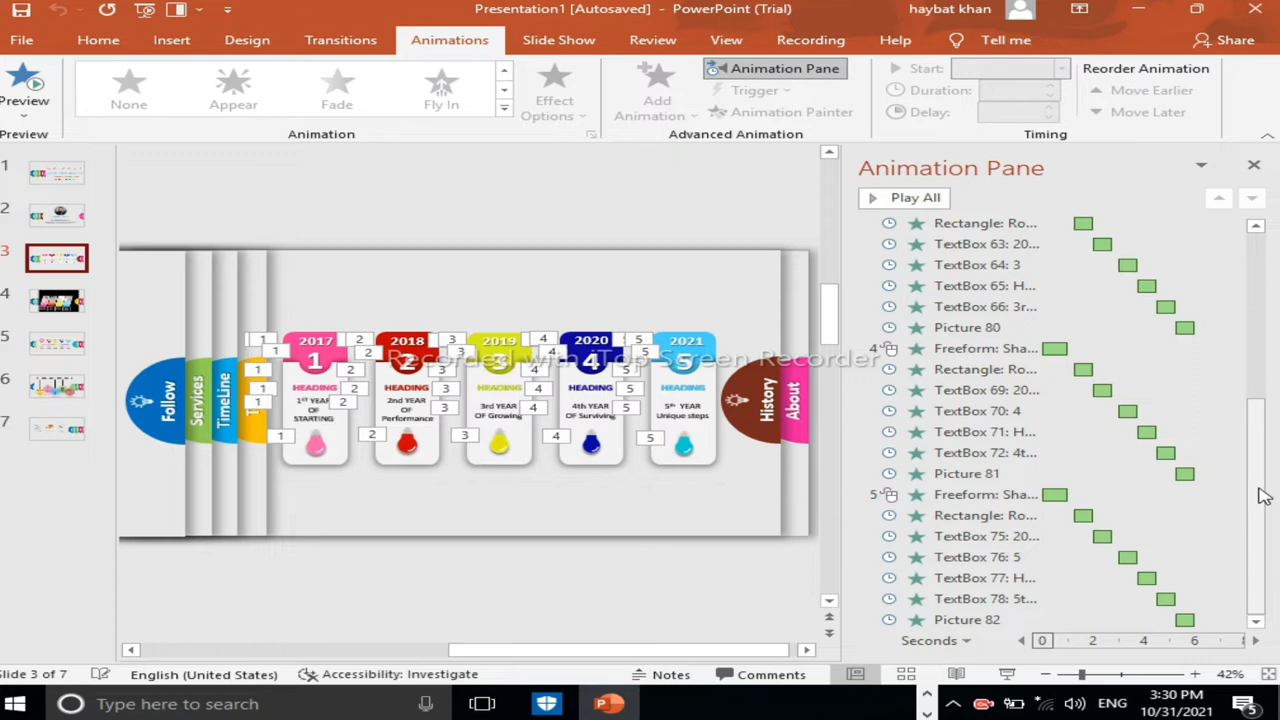 Presentation1 [Autosaved] - PowerPoint (Trial)
haybat khan
File
Home
Insert
Design
Transitions
Animations
Slide Show
Review
View
Recording
Help
Tell me
Share
Preview
Preview
None
Appear
Fade
Fly In
Animation
Effect
Options
Add
Animation
Animation Pane
Trigger
Animation Painter
Advanced Animation
Start:
Duration:
Delay:
Timing
Reorder Animation
Move Earlier
Move Later
1
2
3
4
5
6
7
Follow
Services
TimeLine
2017
1
HEADING
1ST YEAR
OF
STARTING
2018
2
HEADING
2nd YEAR
OF
Performance
2019
3
HEADING
3rd YEAR
OF Growing
2020
4
HEADING
4th YEAR
OF Surviving
2021
5
HEADING
5th YEAR
Unique steps
History
About
Recorded with iTop Screen Recorder
Animation Pane
Play All
Rectangle: Ro...
TextBox 63: 20...
TextBox 64: 3
TextBox 65: H...
TextBox 66: 3r...
Picture 80
4 Freeform: Sha...
Rectangle: Ro...
TextBox 69: 20...
TextBox 70: 4
TextBox 71: H...
TextBox 72: 4t...
Picture 81
5 Freeform: Sha...
Rectangle: Ro...
TextBox 75: 20...
TextBox 76: 5
TextBox 77: H...
TextBox 78: 5t...
Picture 82
Seconds
0 2 4 6
Slide 3 of 7
English (United States)
Accessibility: Investigate
Notes
Comments
42%
Type here to search
ENG
3:30 PM
10/31/2021
5